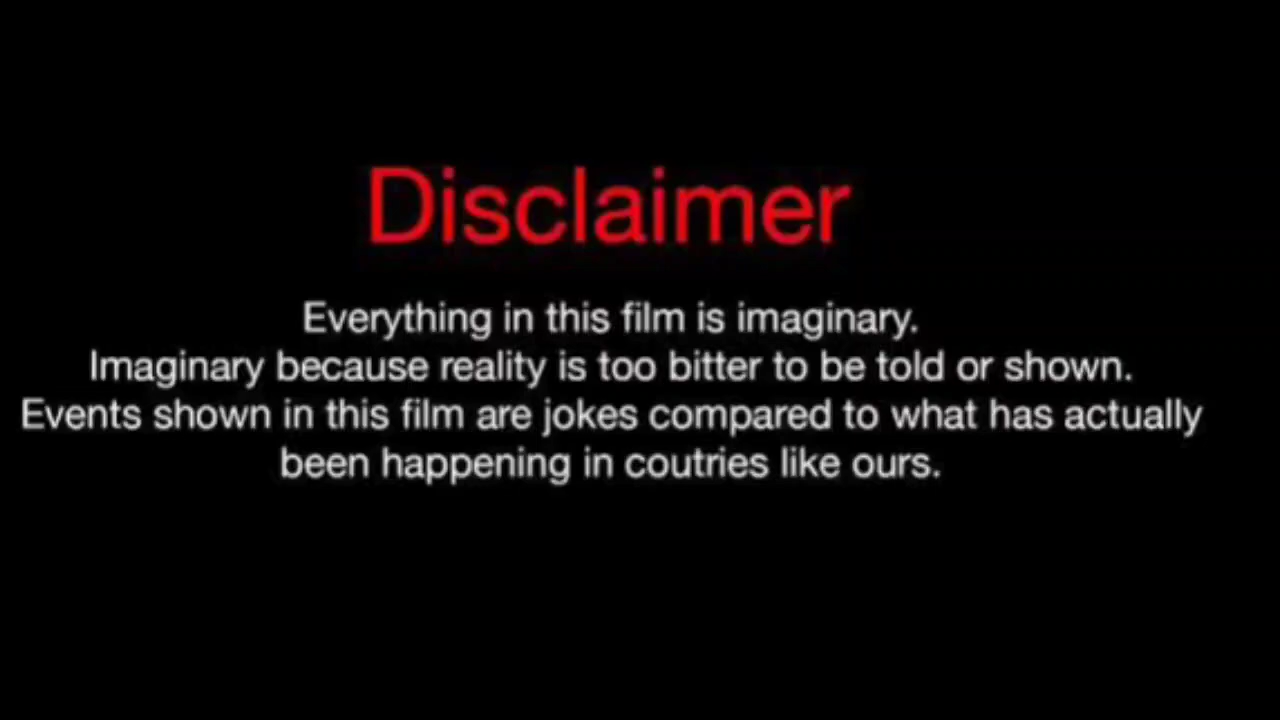 Disclaimer
Everything in this film is imaginary.
Imaginary because reality is too bitter to be told or shown.
Events shown in this film are jokes compared to what has actually
been happening in coutries like ours.